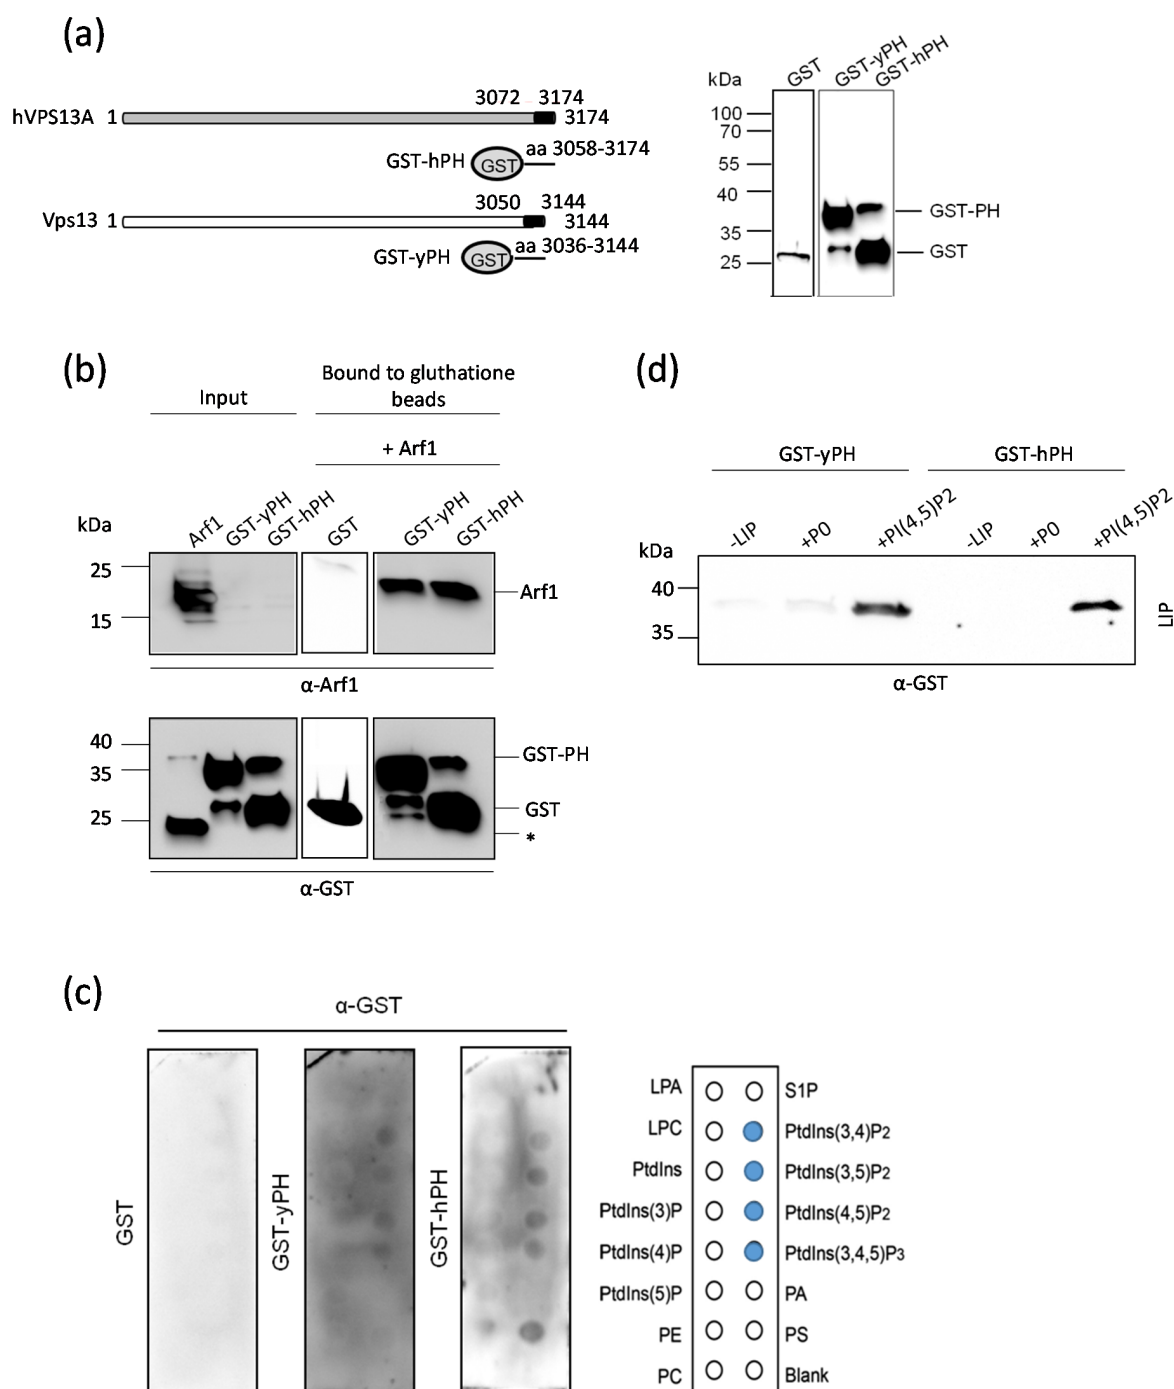 (a)
3072 3174
hVPS13A 1 3174
GST-hPH GST aa 3058-3174
3050 3144
Vps13 1 3144
GST-yPH GST aa 3036-3144
kDa GST GST-yPH GST-hPH
100
70
55
40
35
25
GST-PH
GST
(b)
Input
Bound to gluthatione
beads
+ Arf1
kDa Arf1 GST-yPH GST-hPH GST GST-yPH GST-hPH
25
15
Arf1
α-Arf1
40
35
25
GST-PH
GST
*
α-GST
(d)
GST-yPH GST-hPH
kDa -LIP +P0 +PI(4,5)P2 -LIP +P0 +PI(4,5)P2
40
35
LIP
α-GST
(c)
α-GST
GST
GST-yPH
GST-hPH
LPA S1P
LPC PtdIns(3,4)P2
PtdIns PtdIns(3,5)P2
PtdIns(3)P PtdIns(4,5)P2
PtdIns(4)P PtdIns(3,4,5)P3
PtdIns(5)P PA
PE PS
PC Blank